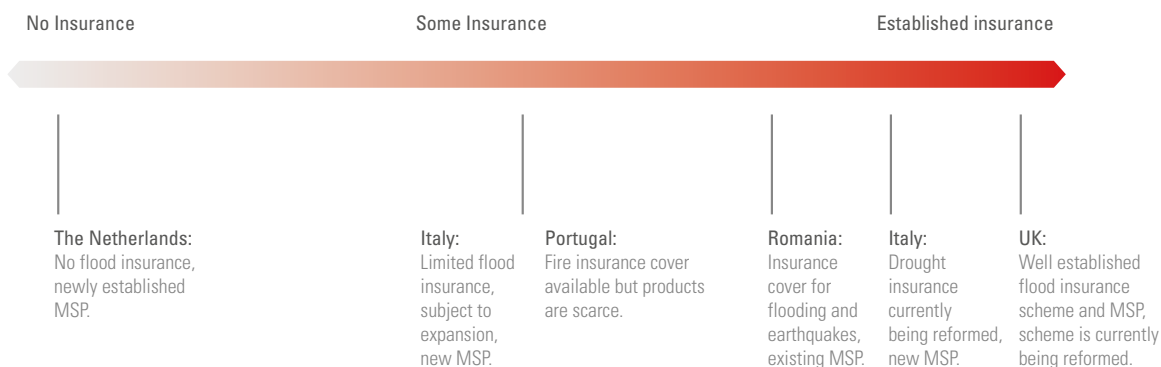 No Insurance
Some Insurance
Established insurance
The Netherlands:
No flood insurance,
newly established
MSP.
Italy:
Limited flood
insurance,
subject to
expansion,
new MSP.
Portugal:
Fire insurance cover
available but products
are scarce.
Romania:
Insurance
cover for
flooding and
earthquakes,
existing MSP.
Italy:
Drought
insurance
currently
being reformed,
new MSP.
UK:
Well established
flood insurance
scheme and MSP,
scheme is currently
being reformed.